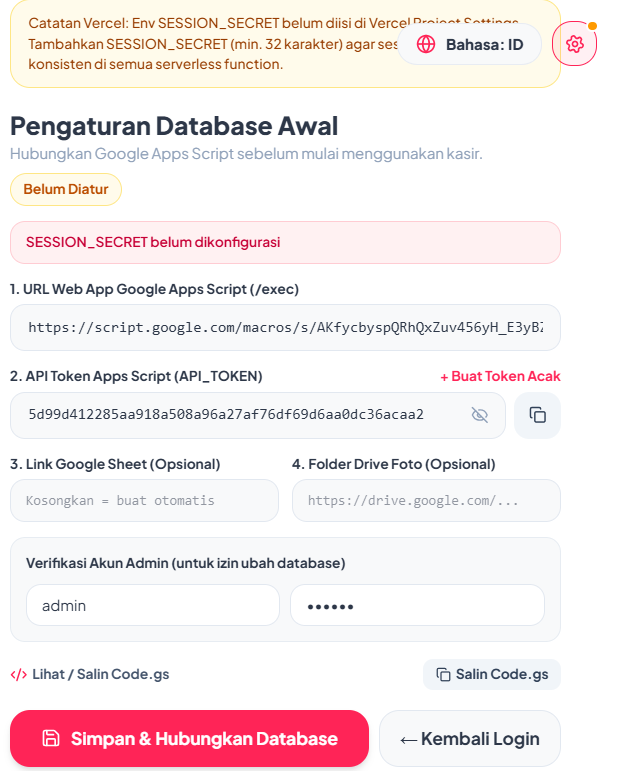 Catatan Vercel: Env SESSION_SECRET belum diisi di Vercel Project Settings.
Tambahkan SESSION_SECRET (min. 32 karakter) agar
konsisten di semua serverless function.
Bahasa: ID
Pengaturan Database Awal
Hubungkan Google Apps Script sebelum mulai menggunakan kasir.
Belum Diatur
SESSION_SECRET belum dikonfigurasi
1. URL Web App Google Apps Script (/exec)
https://script.google.com/macros/s/AKfycbyspQRhQxZuv456yH_E3yBZ
2. API Token Apps Script (API_TOKEN)
+ Buat Token Acak
5d99d412285aa918a508a96a27af76df69d6aa0dc36acaa2
3. Link Google Sheet (Opsional)
4. Folder Drive Foto (Opsional)
Kosongkan = buat otomatis
https://drive.google.com/...
Verifikasi Akun Admin (untuk izin ubah database)
admin
••••••
</> Lihat / Salin Code.gs
Salin Code.gs
Simpan & Hubungkan Database
← Kembali Login